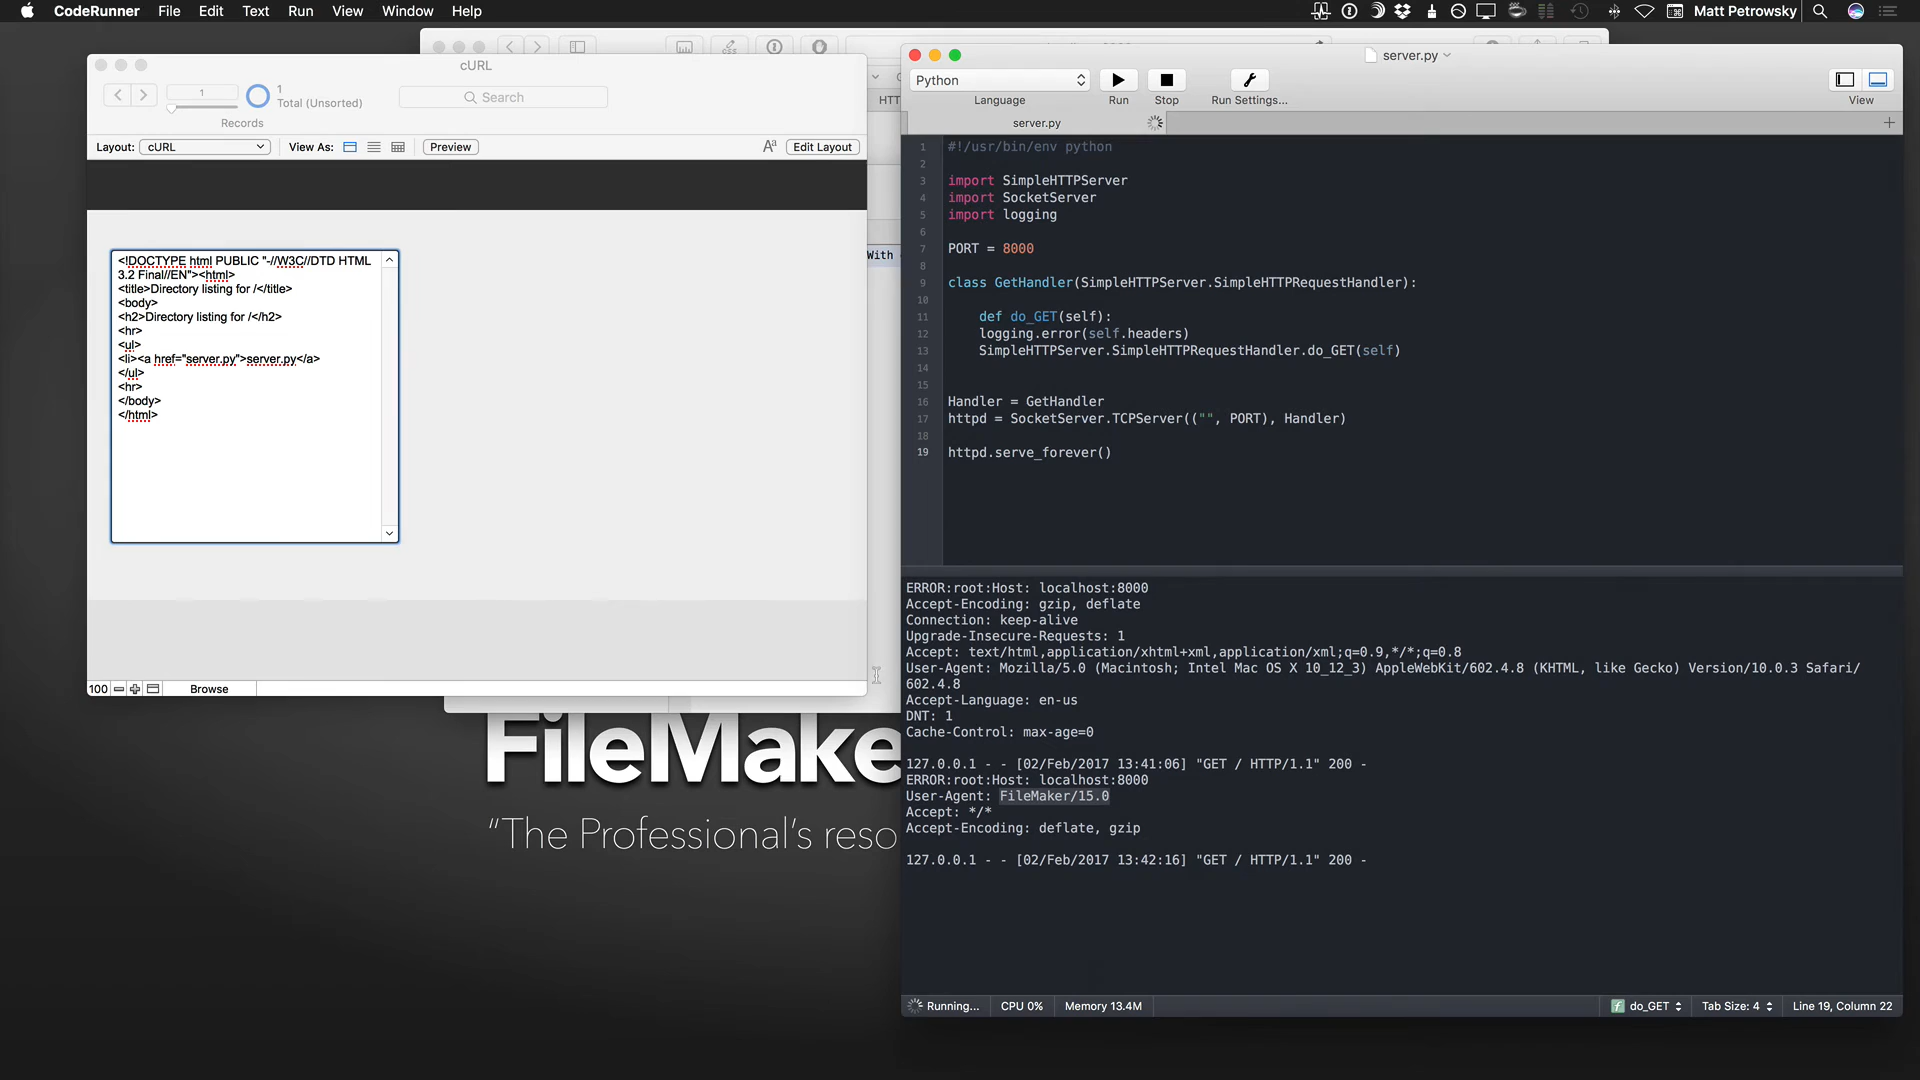 CodeRunner File Edit Text Run View Window Help Matt Petrowsky
cURL
1
1
Total (Unsorted)
Search
Records
Layout: cURL View As: Preview Aa Edit Layout
<!DOCTYPE html PUBLIC "-//W3C//DTD HTML
3.2 Final//EN"><html>
<title>Directory listing for /</title>
<body>
<h2>Directory listing for /</h2>
<hr>
<ul>
<li><a href="server.py">server.py</a>
</ul>
<hr>
</body>
</html>
100 Browse
HTT
With
FileMake
“The Professional’s reso
server.py
Python
Language Run Stop Run Settings... View
server.py
1 #!/usr/bin/env python
2
3 import SimpleHTTPServer
4 import SocketServer
5 import logging
6
7 PORT = 8000
8
9 class GetHandler(SimpleHTTPServer.SimpleHTTPRequestHandler):
10
11 def do_GET(self):
12 logging.error(self.headers)
13 SimpleHTTPServer.SimpleHTTPRequestHandler.do_GET(self)
14
15
16 Handler = GetHandler
17 httpd = SocketServer.TCPServer(("", PORT), Handler)
18
19 httpd.serve_forever()
ERROR:root:Host: localhost:8000
Accept-Encoding: gzip, deflate
Connection: keep-alive
Upgrade-Insecure-Requests: 1
Accept: text/html,application/xhtml+xml,application/xml;q=0.9,*/*;q=0.8
User-Agent: Mozilla/5.0 (Macintosh; Intel Mac OS X 10_12_3) AppleWebKit/602.4.8 (KHTML, like Gecko) Version/10.0.3 Safari/
602.4.8
Accept-Language: en-us
DNT: 1
Cache-Control: max-age=0
127.0.0.1 - - [02/Feb/2017 13:41:06] "GET / HTTP/1.1" 200 -
ERROR:root:Host: localhost:8000
User-Agent: FileMaker/15.0
Accept: */*
Accept-Encoding: deflate, gzip
127.0.0.1 - - [02/Feb/2017 13:42:16] "GET / HTTP/1.1" 200 -
Running... CPU 0% Memory 13.4M do_GET Tab Size: 4 Line 19, Column 22